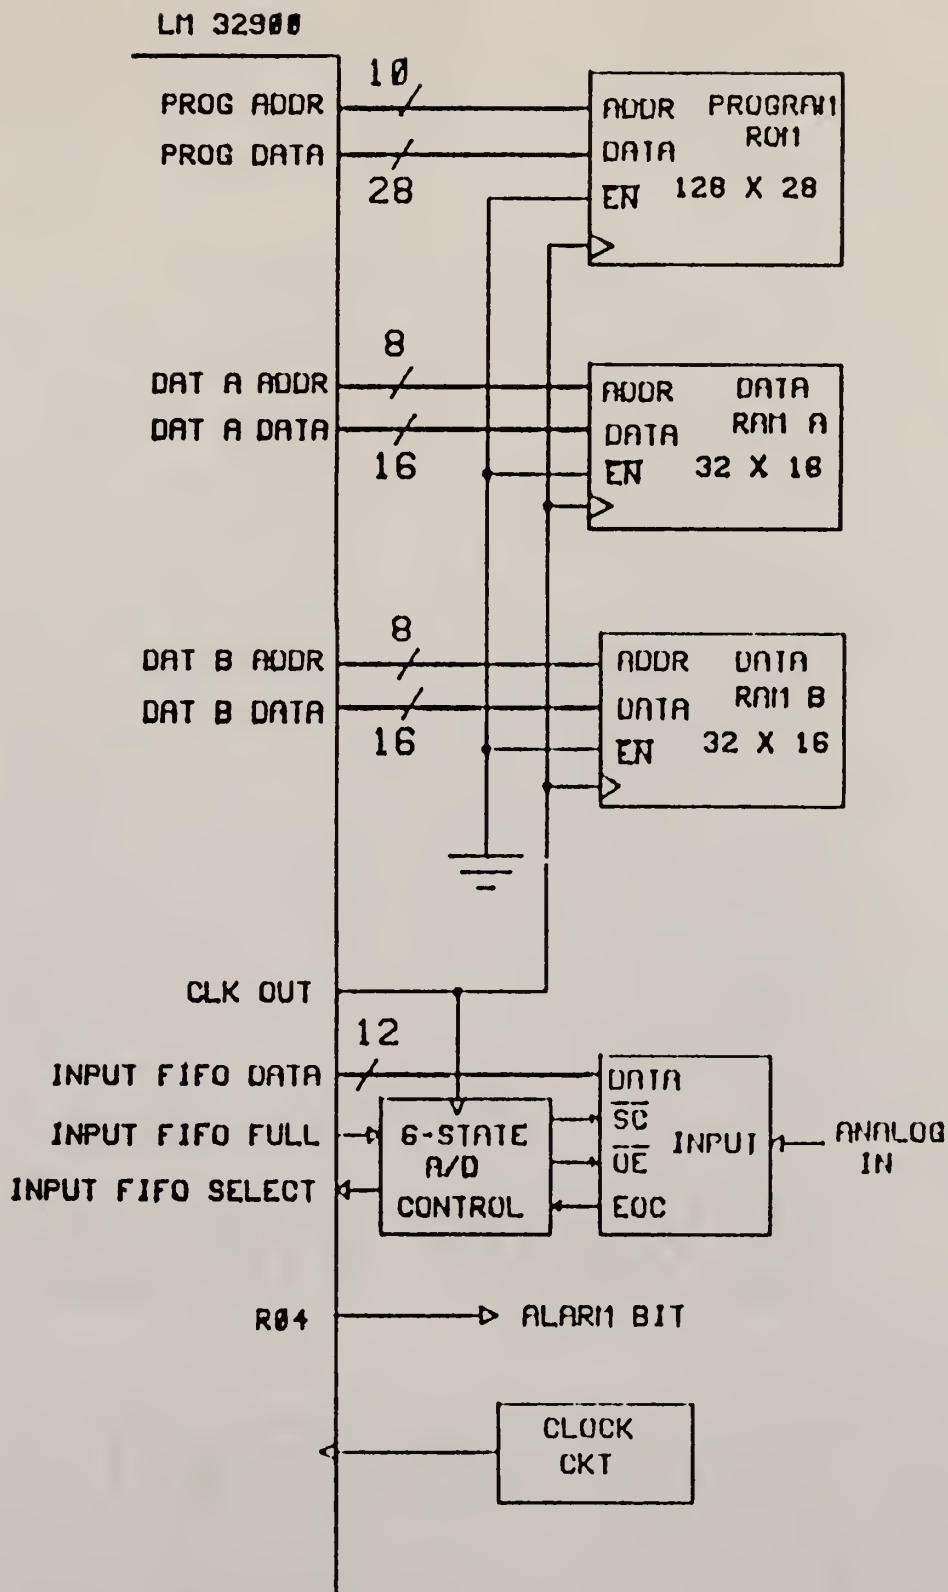 LM 32900
PROG ADDR
10
ADDR
PROGRAM
ROM
PROG DATA
28
DATA
128 X 28
EN
DAT A ADDR
8
ADDR
DATA
RAM A
DAT A DATA
16
DATA
32 X 16
EN
DAT B ADDR
8
ADDR
DATA
RAM B
DAT B DATA
16
DATA
32 X 16
EN
CLK OUT
12
INPUT FIFO DATA
DATA
INPUT FIFO FULL
6-STATE
A/D
CONTROL
SC
OE
EOC
INPUT
ANALOG
IN
INPUT FIFO SELECT
R04
ALARM BIT
CLOCK
CKT